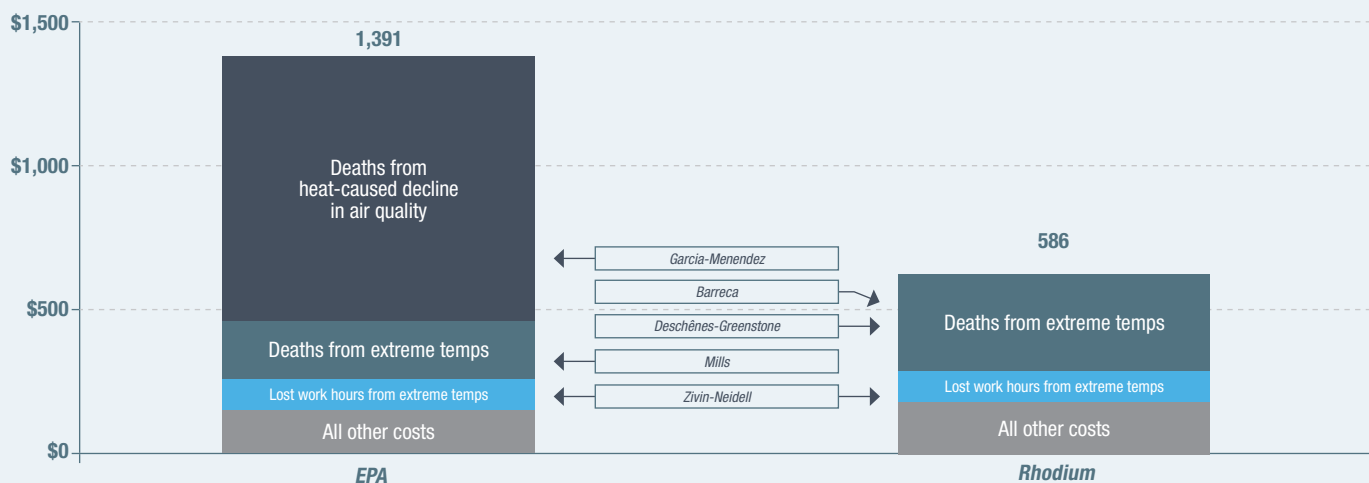 $1,500
1,391
$1,000
Deaths from
heat-caused decline
in air quality
Garcia-Menendez
586
Barreca
$500
Deschênes-Greenstone
Deaths from extreme temps
Deaths from extreme temps
Mills
Lost work hours from extreme temps
Zivin-Neidell
Lost work hours from extreme temps
All other costs
All other costs
$0
EPA
Rhodium